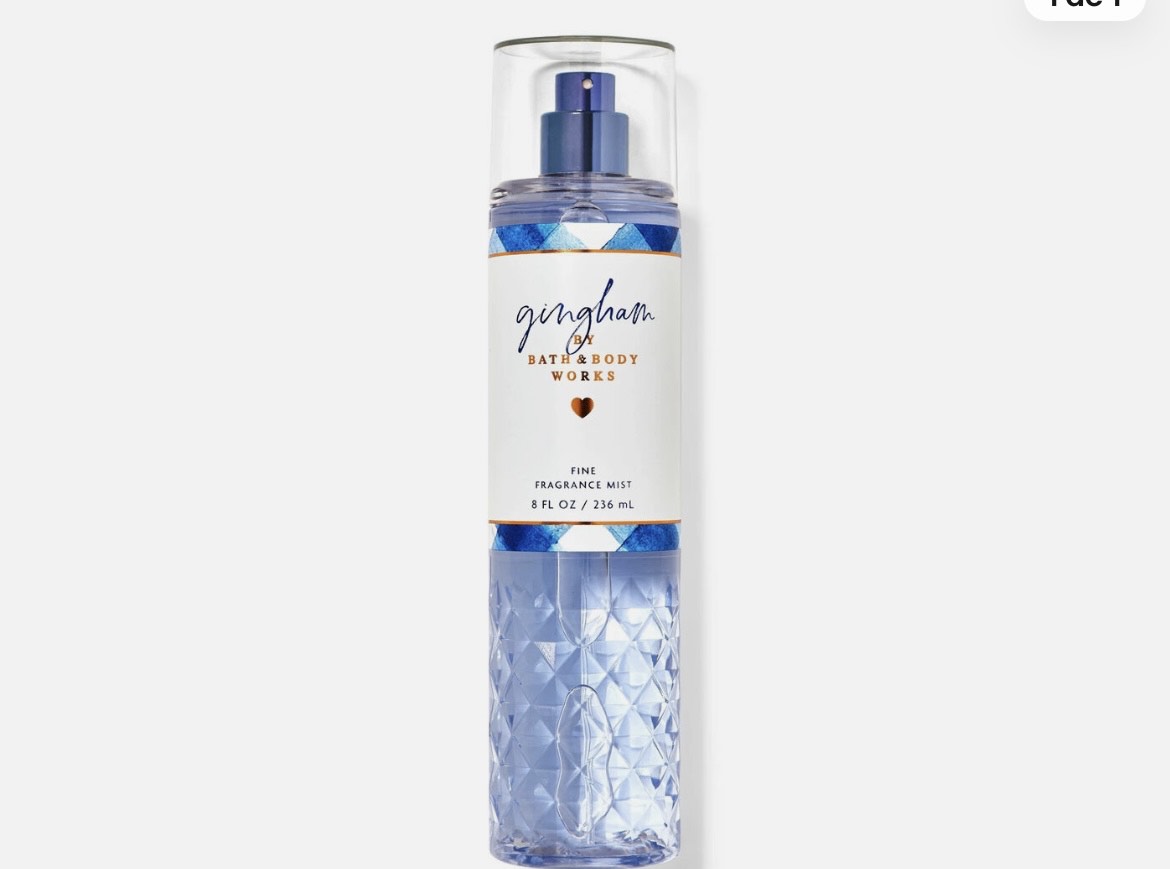 gingham
BY
BATH & BODY
WORKS
FINE
FRAGRANCE MIST
8 FL OZ / 236 mL